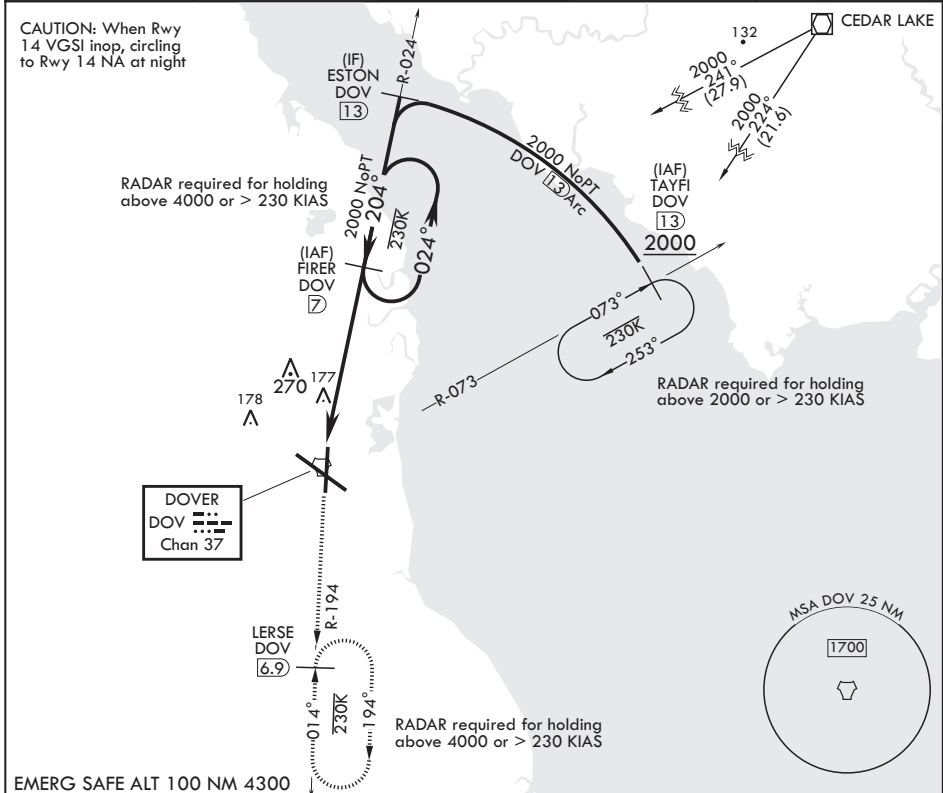 CAUTION: When Rwy
14 VGSI inop, circling
to Rwy 14 NA at night
(IF)
ESTON
DOV
13
R-024
132
CEDAR LAKE
2000
241°
(27.9)
2000
224°
(21.6)
2000 NoPT
DOV 13 Arc
(IAF)
TAYFI
DOV
13
2000
RADAR required for holding
above 4000 or > 230 KIAS
2000 NoPT
204°
230K
024°
(IAF)
FIRER
DOV
7
073°
230K
253°
R-073
RADAR required for holding
above 2000 or > 230 KIAS
270
177
178
DOVER
DOV
Chan 37
R-194
LERSE
DOV
6.9
014°
230K
194°
RADAR required for holding
above 4000 or > 230 KIAS
MSA DOV 25 NM
1700
EMERG SAFE ALT 100 NM 4300